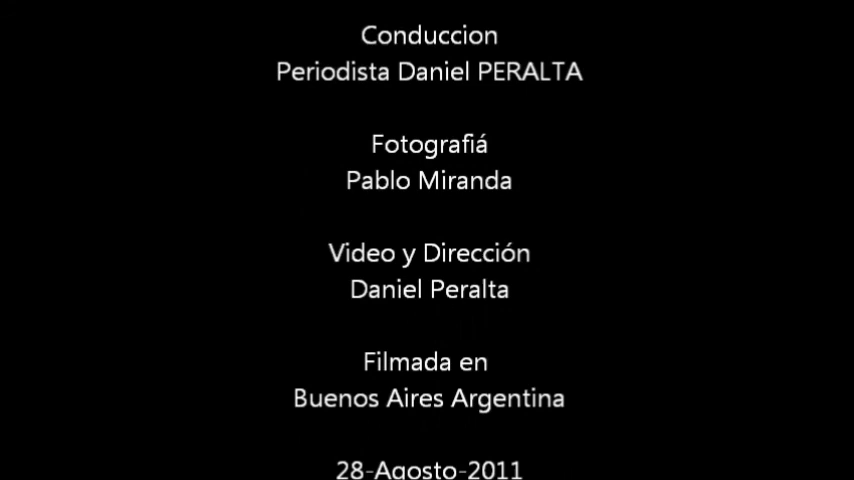 Conduccion
Periodista Daniel PERALTA
Fotografiá
Pablo Miranda
Video y Dirección
Daniel Peralta
Filmada en
Buenos Aires Argentina
28-Agosto-2011